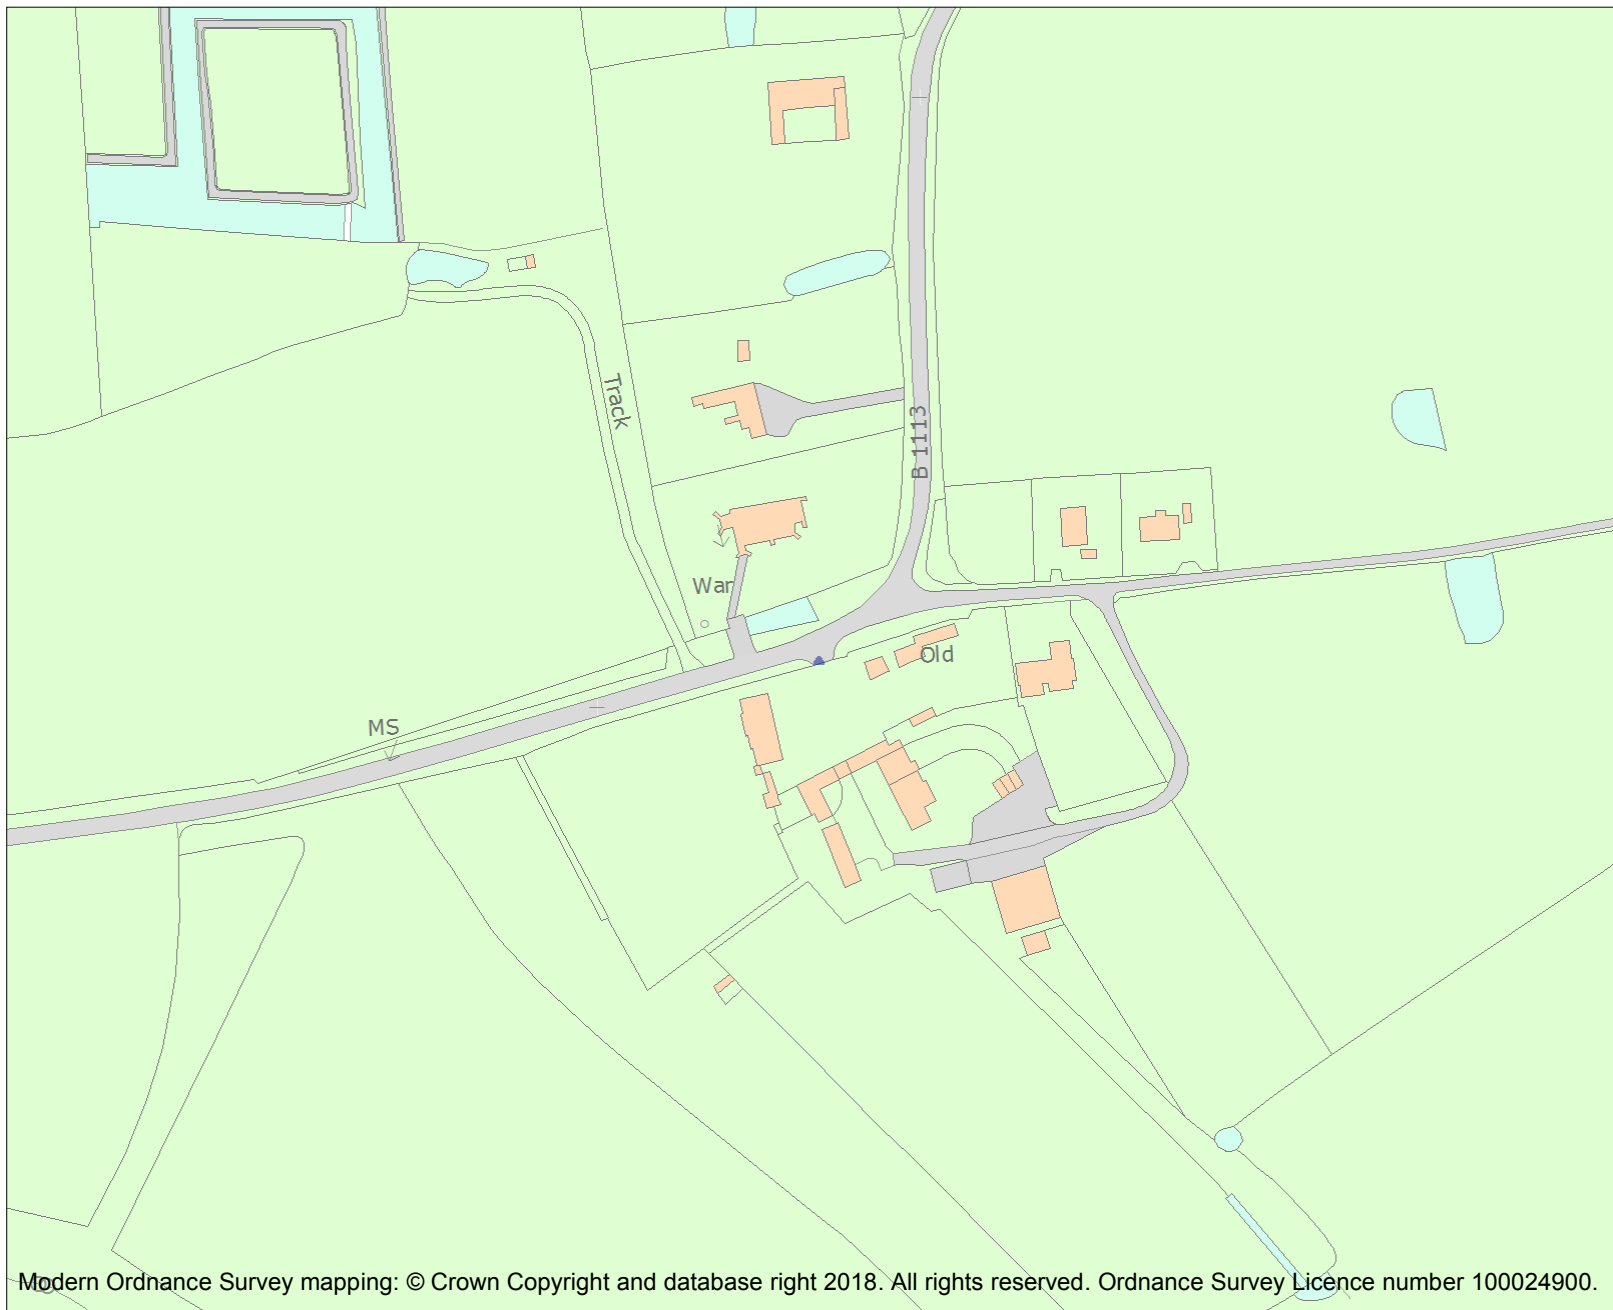 Track
B 1113
War
Old
MS
Modern Ordnance Survey mapping: © Crown Copyright and database right 2018. All rights reserved. Ordnance Survey Licence number 100024900.